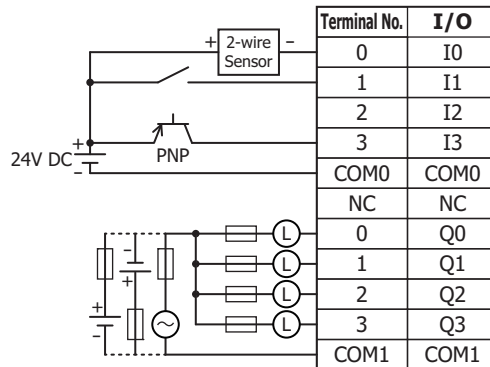 Terminal No. I/O
+ 2-wire Sensor –
0 I0
1 I1
2 I2
3 I3
PNP
24V DC + –
COM0 COM0
NC NC
L 0 Q0
L 1 Q1
L 2 Q2
L 3 Q3
– +
+ –
COM1 COM1